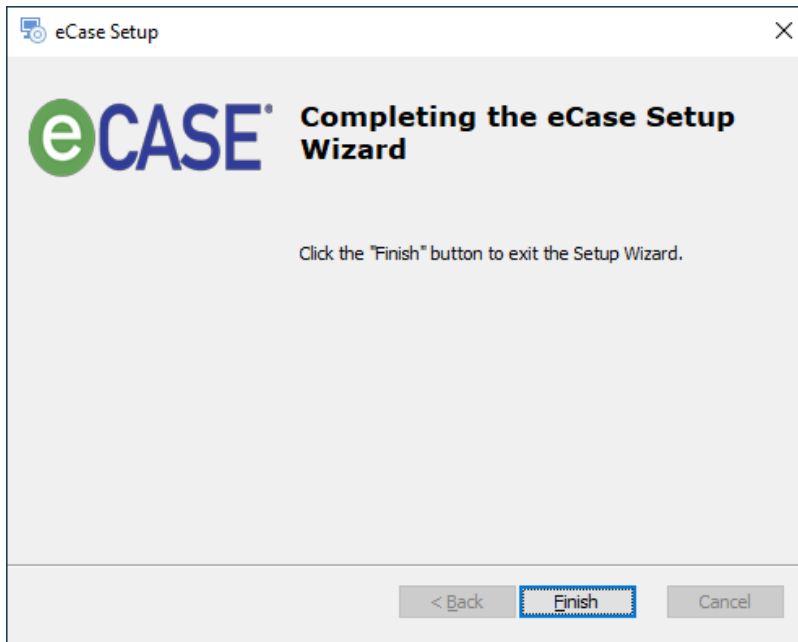 eCase Setup
eCASE®
Completing the eCase Setup
Wizard
Click the "Finish" button to exit the Setup Wizard.
< Back
Finish
Cancel